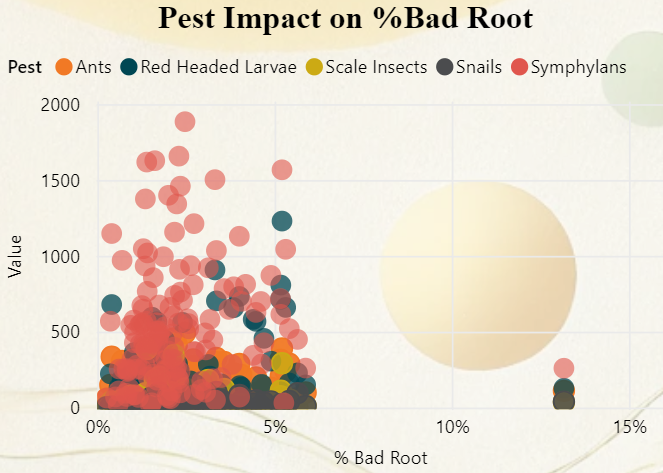 Pest Impact on %Bad Root
Pest Ants Red Headed Larvae Scale Insects Snails Symphylans
2000
1500
1000
500
0
Value
0% 5% 10% 15%
% Bad Root